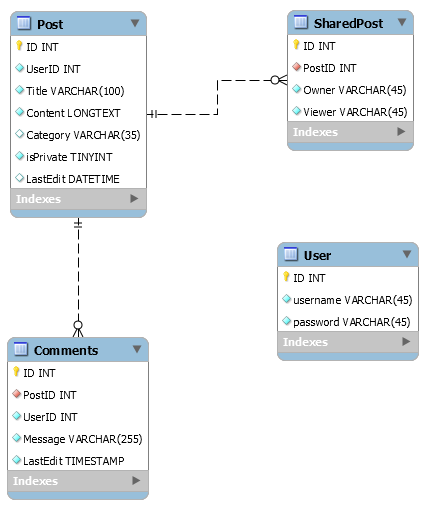 Post
ID INT
UserID INT
Title VARCHAR(100)
Content LONGTEXT
Category VARCHAR(35)
isPrivate TINYINT
LastEdit DATETIME
Indexes
SharedPost
ID INT
PostID INT
Owner VARCHAR(45)
Viewer VARCHAR(45)
Indexes
User
ID INT
username VARCHAR(45)
password VARCHAR(45)
Indexes
Comments
ID INT
PostID INT
UserID INT
Message VARCHAR(255)
LastEdit TIMESTAMP
Indexes